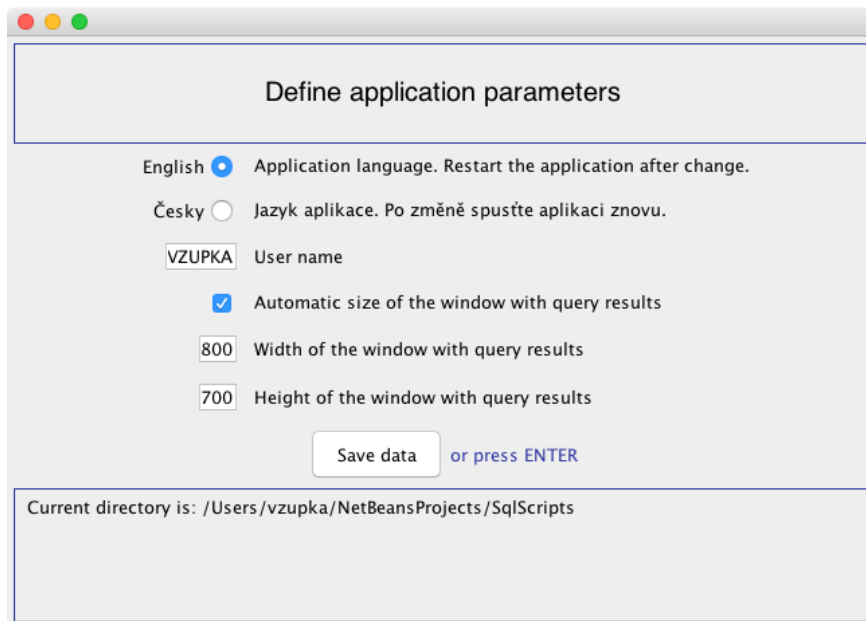 Define application parameters
English Application language. Restart the application after change.
Česky Jazyk aplikace. Po změně spusťte aplikaci znovu.
VZUPKA User name
Automatic size of the window with query results
800 Width of the window with query results
700 Height of the window with query results
Save data or press ENTER
Current directory is: /Users/vzupka/NetBeansProjects/SqlScripts